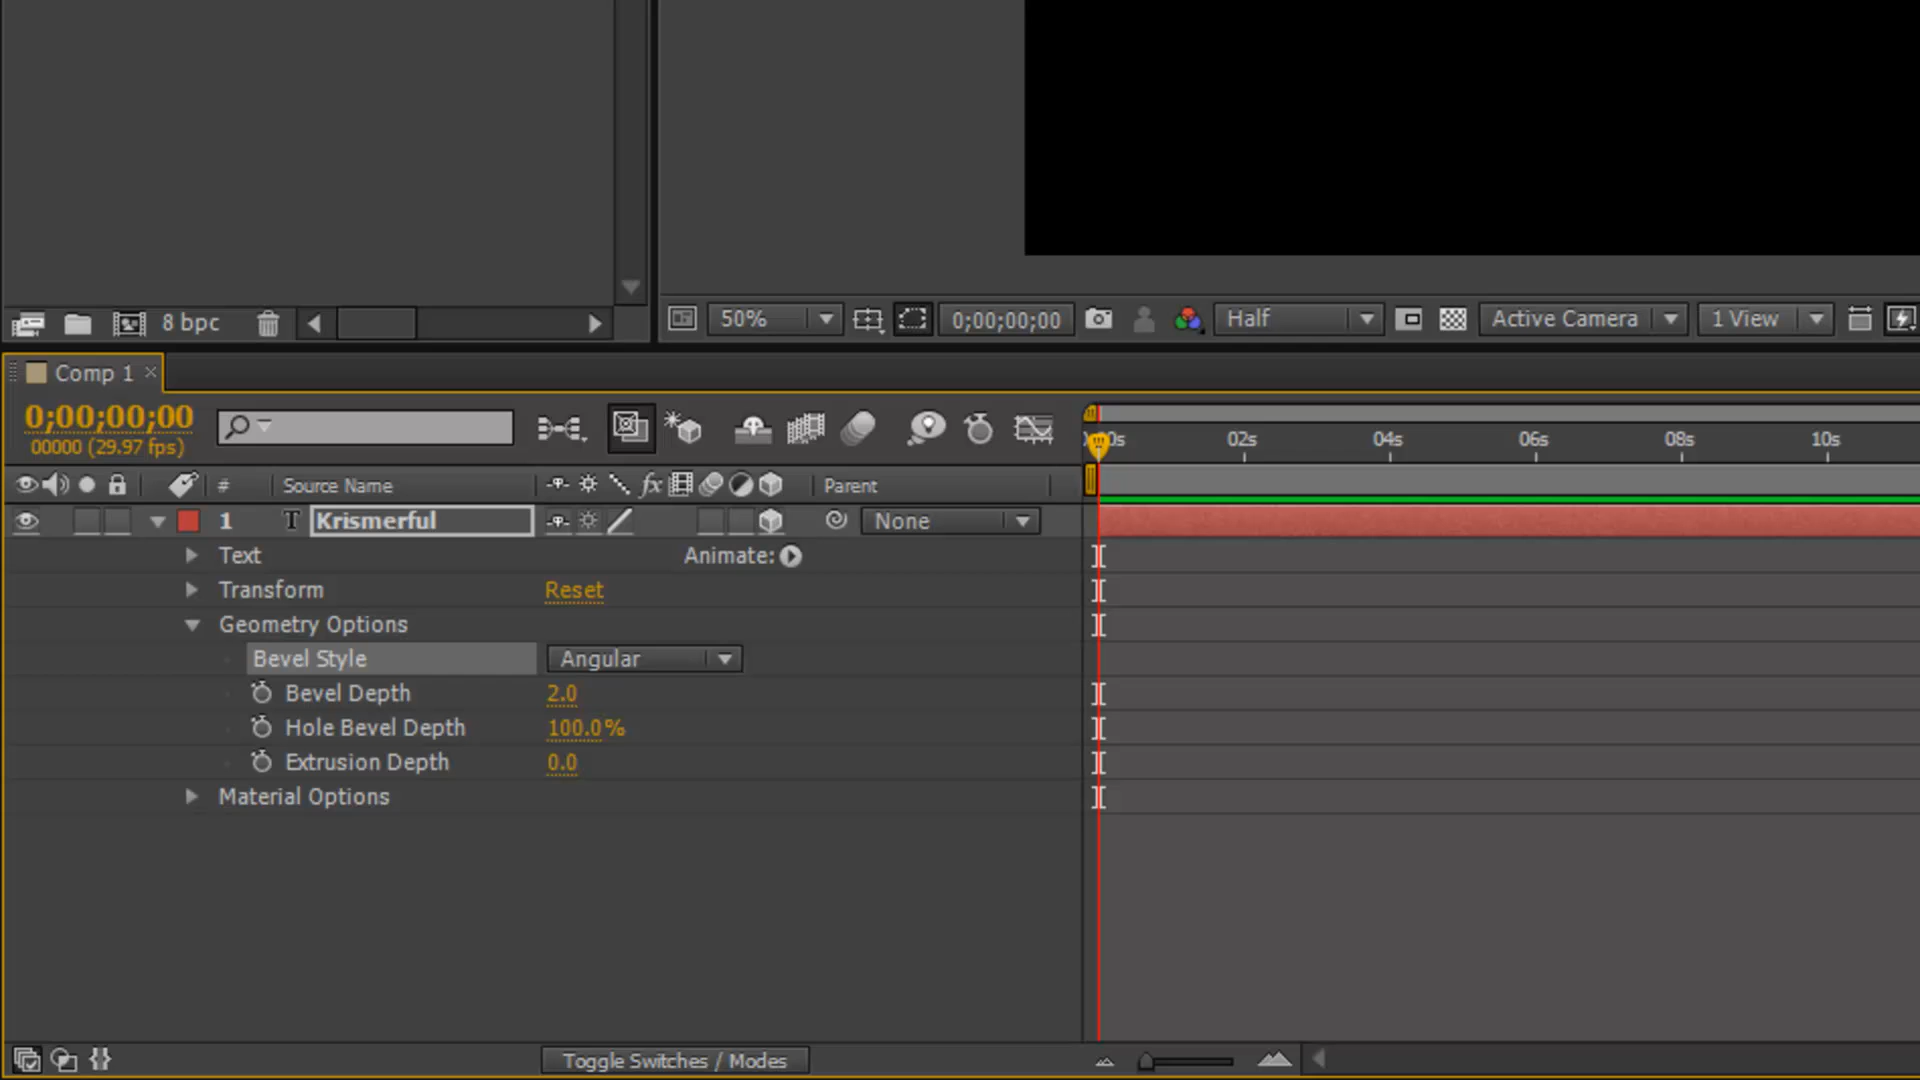 8 bpc
50%
0;00;00;00
Half
Active Camera
1 View
Comp 1
0;00;00;00
00000 (29.97 fps)
02s
04s
06s
08s
10s
#
Source Name
fx
Parent
1
T
Krismerful
None
Text
Animate:
Transform
Reset
Geometry Options
Bevel Style
Angular
Bevel Depth
2.0
Hole Bevel Depth
100.0%
Extrusion Depth
0.0
Material Options
Toggle Switches / Modes